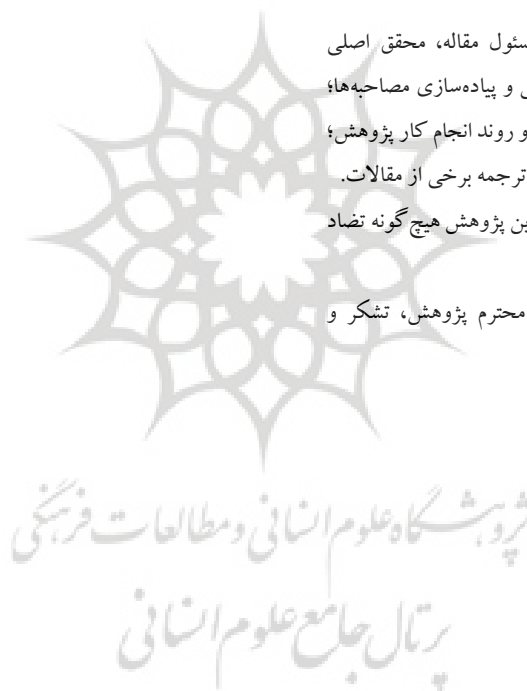 سئول مقاله، محقق اصلی
و پیاده‌سازی مصاحبه‌ها؛
و روند انجام کار پژوهش؛
ترجمه برخی از مقالات.
ین پژوهش هیچ گونه تضاد
محترم پژوهش، تشکر و
پژوهشگاه علوم انسانی و مطالعات فرهنگی
پرتال جامع علوم انسانی